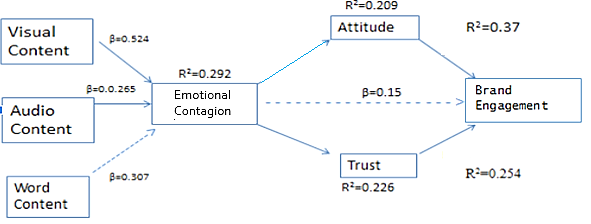 Visual
Content
β=0.524
Audio
Content
β=0.0.265
Word
Content
β=0.307
R²=0.292
Emotional
Contagion
R²=0.209
Attitude
β=0.15
Trust
R²=0.226
R²=0.37
Brand
Engagement
R²=0.254